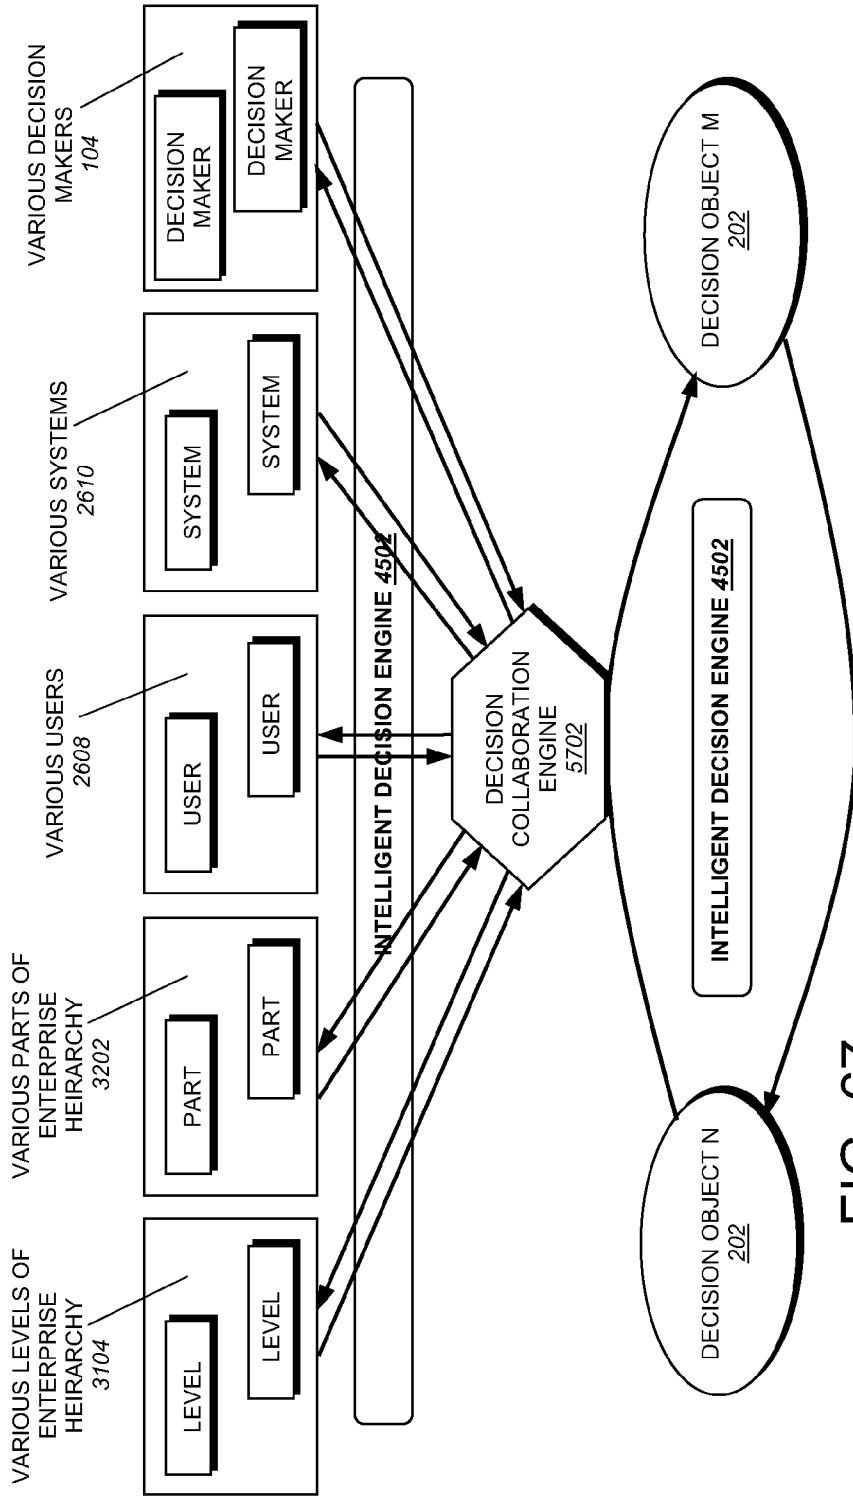 VARIOUS LEVELS OF
ENTERPRISE
HEIRARCHY
3104
VARIOUS PARTS OF
ENTERPRISE
HEIRARCHY
3202
VARIOUS USERS
2608
VARIOUS SYSTEMS
2610
VARIOUS DECISION
MAKERS
104
LEVEL
LEVEL
PART
PART
USER
USER
SYSTEM
SYSTEM
DECISION
MAKER
DECISION
MAKER
INTELLIGENT DECISION ENGINE 4502
DECISION
COLLABORATION
ENGINE
5702
DECISION OBJECT N
202
INTELLIGENT DECISION ENGINE 4502
DECISION OBJECT M
202